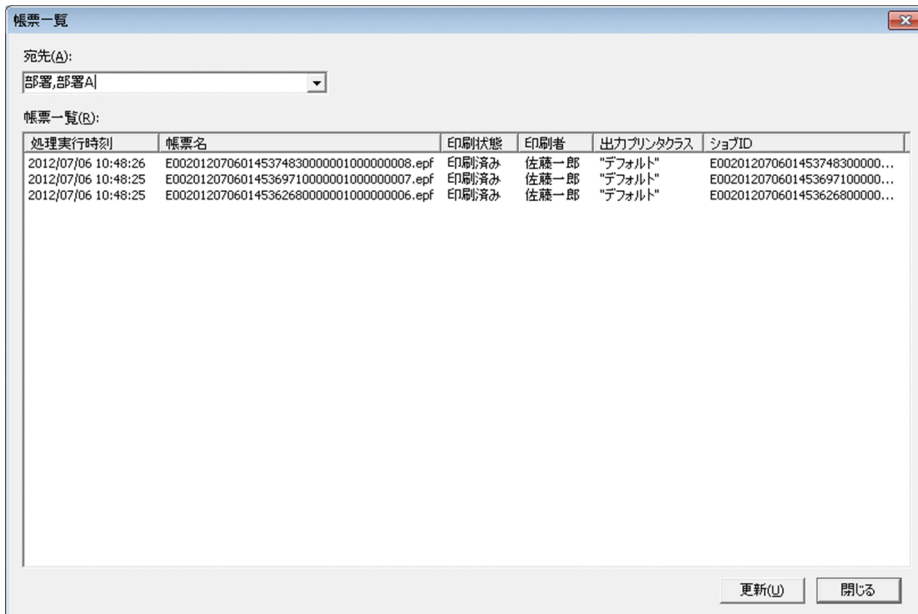 帳票一覧
宛先(A):
部署,部署A
帳票一覧(R):
処理実行時刻 帳票名 印刷状態 印刷者 出力プリンタクラス ジョブID
2012/07/06 10:48:26 E0020120706014537483000000010000000008.epf 印刷済み 佐藤一郎 "デフォルト" E002012070601453748300000...
2012/07/06 10:48:25 E0020120706014536971000000010000000007.epf 印刷済み 佐藤一郎 "デフォルト" E002012070601453697100000...
2012/07/06 10:48:25 E0020120706014536268000000010000000006.epf 印刷済み 佐藤一郎 "デフォルト" E002012070601453626800000...
更新(U) 閉じる